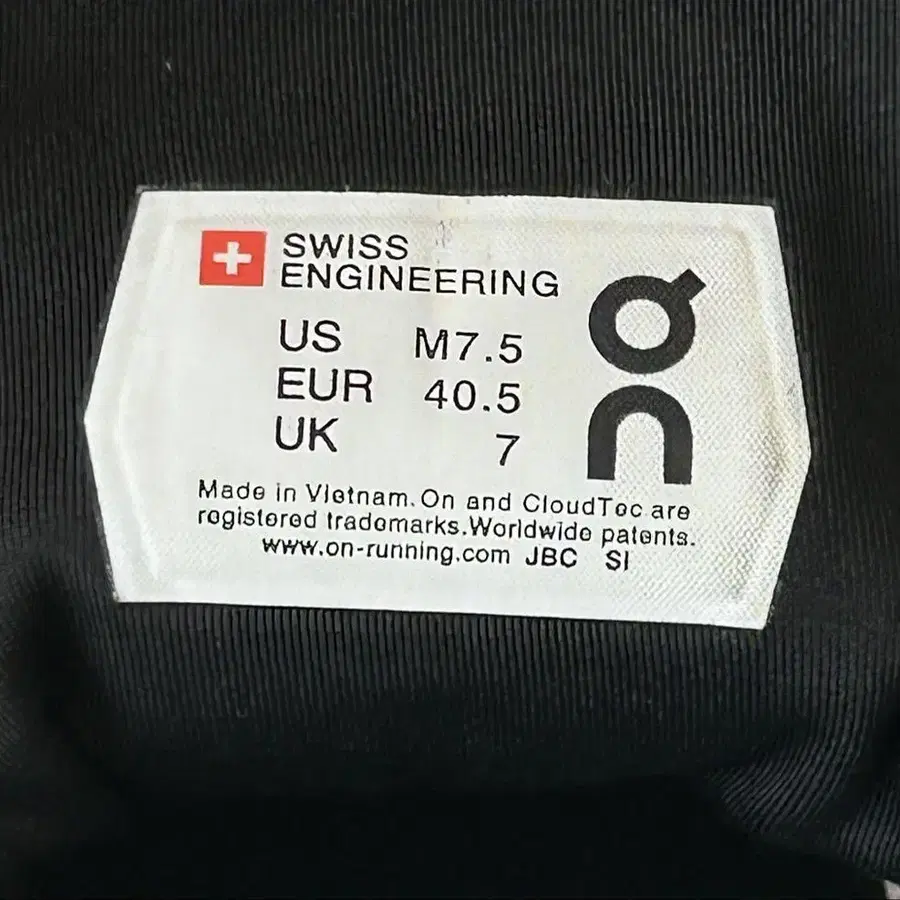 SWISS
ENGINEERING
US M7.5
EUR 40.5
UK 7
On
Made in Vietnam. On and CloudTec are
registered trademarks. Worldwide patents.
www.on-running.com JBC SI